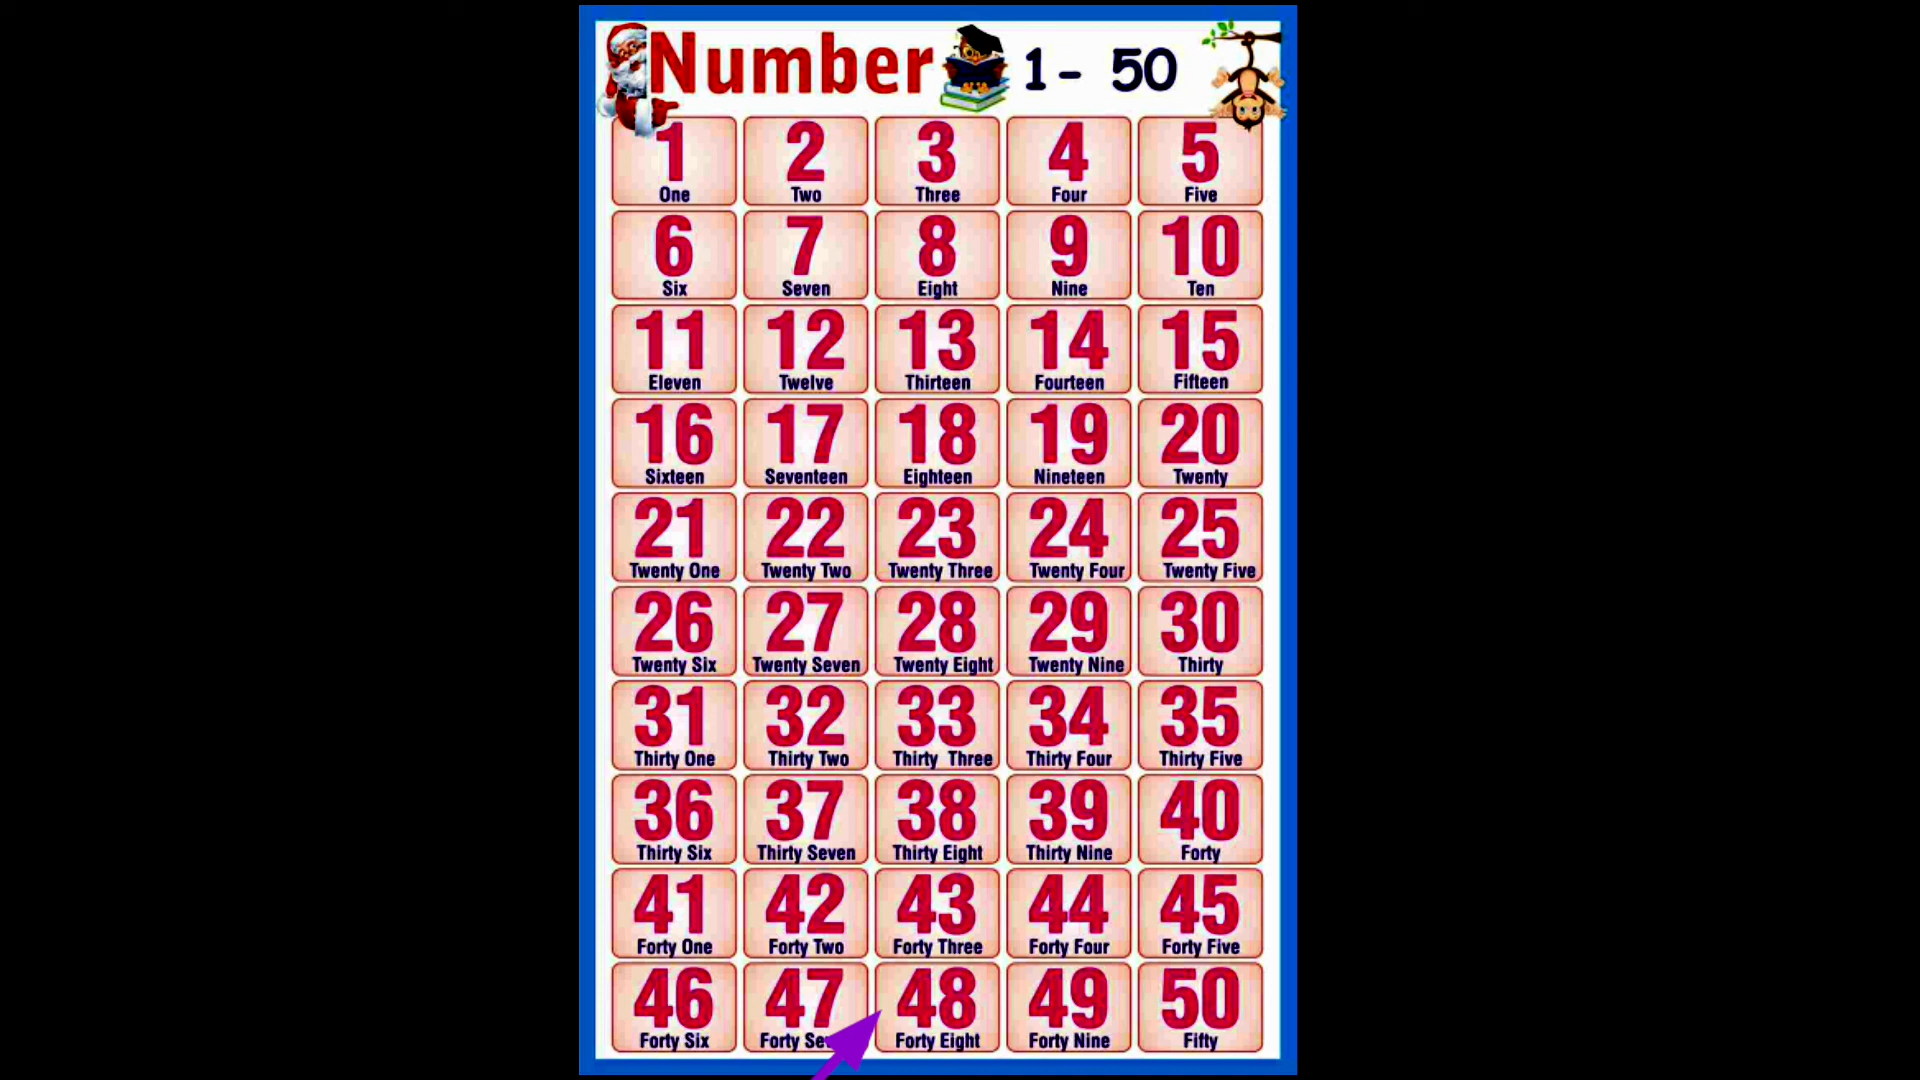 Number 1- 50
1 2 3 4 5
One Two Three Four Five
6 7 8 9 10
Six Seven Eight Nine Ten
11 12 13 14 15
Eleven Twelve Thirteen Fourteen Fifteen
16 17 18 19 20
Sixteen Seventeen Eighteen Nineteen Twenty
21 22 23 24 25
Twenty One Twenty Two Twenty Three Twenty Four Twenty Five
26 27 28 29 30
Twenty Six Twenty Seven Twenty Eight Twenty Nine Thirty
31 32 33 34 35
Thirty One Thirty Two Thirty Three Thirty Four Thirty Five
36 37 38 39 40
Thirty Six Thirty Seven Thirty Eight Thirty Nine Forty
41 42 43 44 45
Forty One Forty Two Forty Three Forty Four Forty Five
46 47 48 49 50
Forty Six Forty Forty Eight Forty Nine Fifty